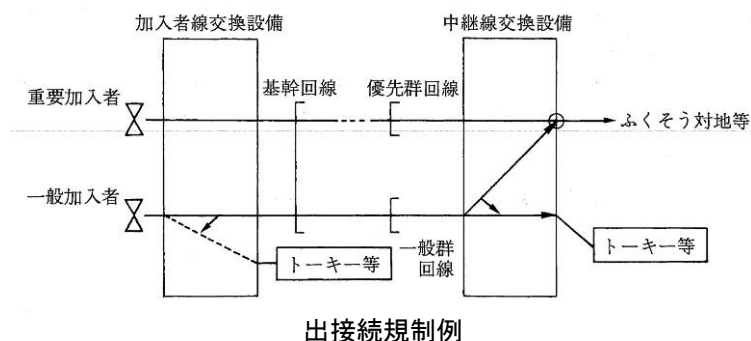 加入者線交換設備
中継線交換設備
基幹回線
優先群回線
重要加入者
ふくそう対地等
一般加入者
トーキー等
一般群
回線
トーキー等
出接続規制例